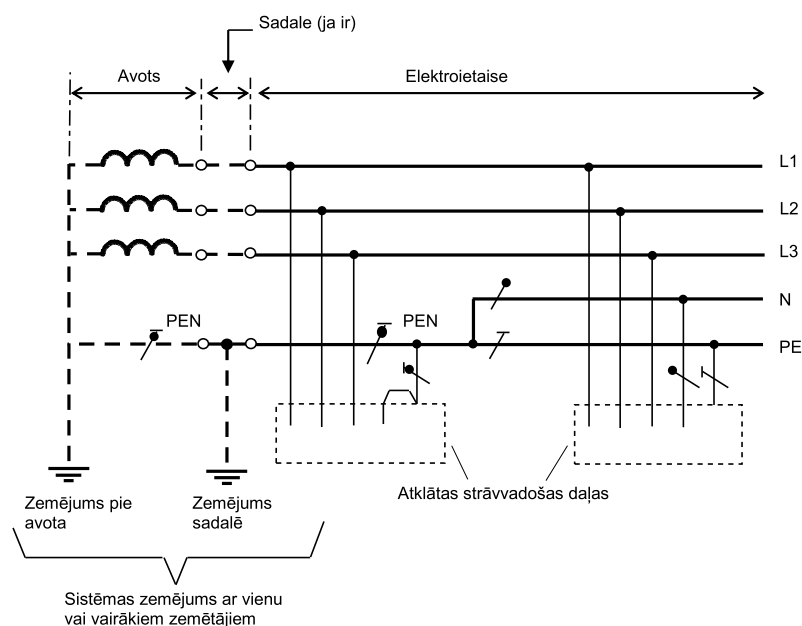 Sadale (ja ir)
Avots
Elektroietaise
L1
L2
L3
N
PEN
PEN
PE
Atklātas strāvvadošas daļas
Zemējums pie
avota
Zemējums
sadalē
Sistēmas zemējums ar vienu
vai vairākiem zemētājiem